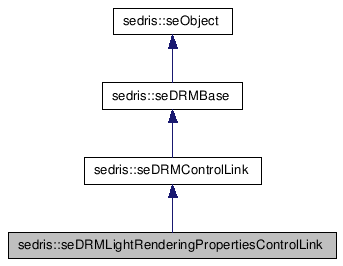 sedris::seObject
sedris::seDRMBase
sedris::seDRMControlLink
sedris::seDRMLightRenderingPropertiesControlLink